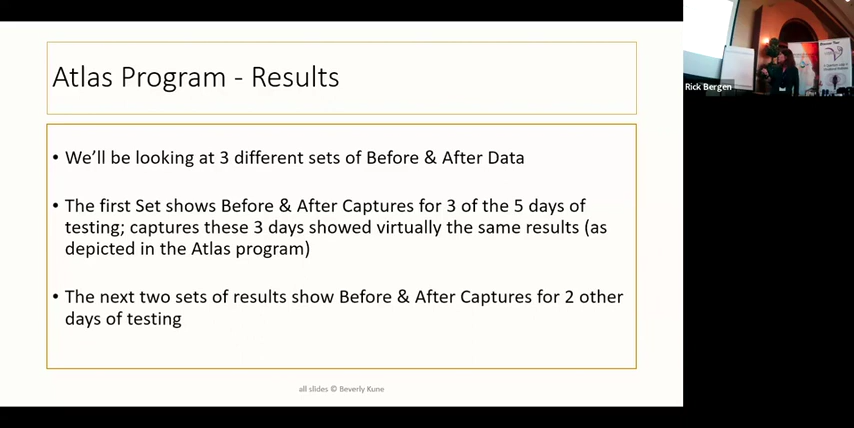 Atlas Program - Results
• We'll be looking at 3 different sets of Before & After Data
• The first Set shows Before & After Captures for 3 of the 5 days of
testing; captures these 3 days showed virtually the same results (as
depicted in the Atlas program)
• The next two sets of results show Before & After Captures for 2 other
days of testing
all slides © Beverly Kune
Rick Bergen